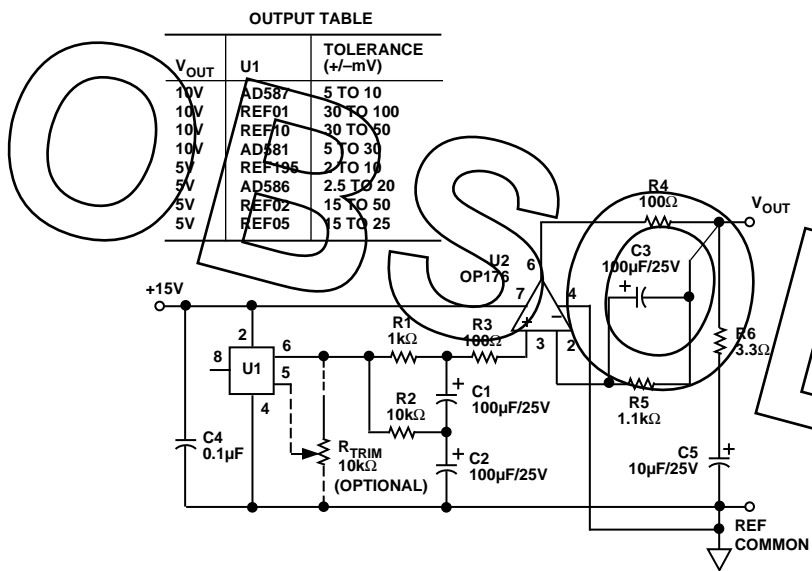 OUTPUT TABLE
VOUT U1 TOLERANCE (+/–mV)
10V AD587 5 TO 10
10V REF01 30 TO 100
10V REF10 30 TO 50
10V AD581 5 TO 30
5V REF195 2 TO 10
5V AD586 2.5 TO 20
5V REF02 15 TO 50
5V REF05 15 TO 25
OBSO
R4
100Ω
VOUT
U2
OP176
6
C3
100µF/25V
+
+15V
7
4
R1
1kΩ
R3
100Ω
+
–
3
2
R6
3.3Ω
2
8
U1
6
5
4
R5
1.1kΩ
C1
100µF/25V
+
R2
10kΩ
C4
0.1µF
RTRIM
10kΩ
(OPTIONAL)
+
C2
100µF/25V
C5
10µF/25V
+
REF
COMMON